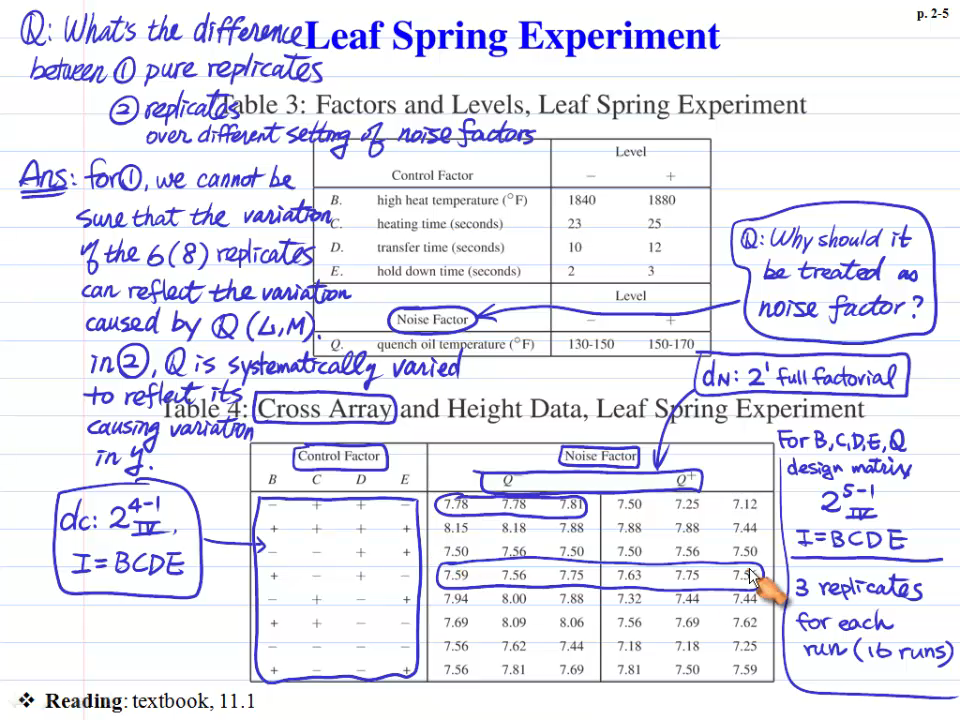 p. 2-5
Leaf Spring Experiment
Q: What's the difference
between ① pure replicates
② replicates
over different setting of noise factors
Ans: for ①, we cannot be
sure that the variation
of the 6 (8) replicates
can reflect the variation
caused by Q (L, M).
in ②, Q is systematically varied
to reflect its
causing variation
in y.
Table 3: Factors and Levels, Leaf Spring Experiment
Level
Control Factor − +
B. high heat temperature (°F) 1840 1880
C. heating time (seconds) 23 25
D. transfer time (seconds) 10 12
E. hold down time (seconds) 2 3
Level
Noise Factor − +
Q. quench oil temperature (°F) 130-150 150-170
Q: Why should it
be treated as
noise factor?
dN: 2¹ full factorial
Table 4: Cross Array and Height Data, Leaf Spring Experiment
Control Factor Noise Factor
B C D E Q⁻ Q⁺
− + + − 7.78 7.78 7.81 7.50 7.25 7.12
+ + + + 8.15 8.18 7.88 7.88 7.88 7.44
− − + + 7.50 7.56 7.50 7.50 7.56 7.50
+ − + − 7.59 7.56 7.75 7.63 7.75
− + − + 7.94 8.00 7.88 7.32 7.44 7.44
+ + − − 7.69 8.09 8.06 7.56 7.69 7.62
− − − − 7.56 7.62 7.44 7.18 7.18 7.25
+ − − + 7.56 7.81 7.69 7.81 7.50 7.59
dc: 2^{4-1}_{IV},
I=BCDE
For B,C,D,E,Q
design matrix
2^{5-1}_{IV}
I=BCDE
3 replicates
for each
run (16 runs)
❖ Reading: textbook, 11.1